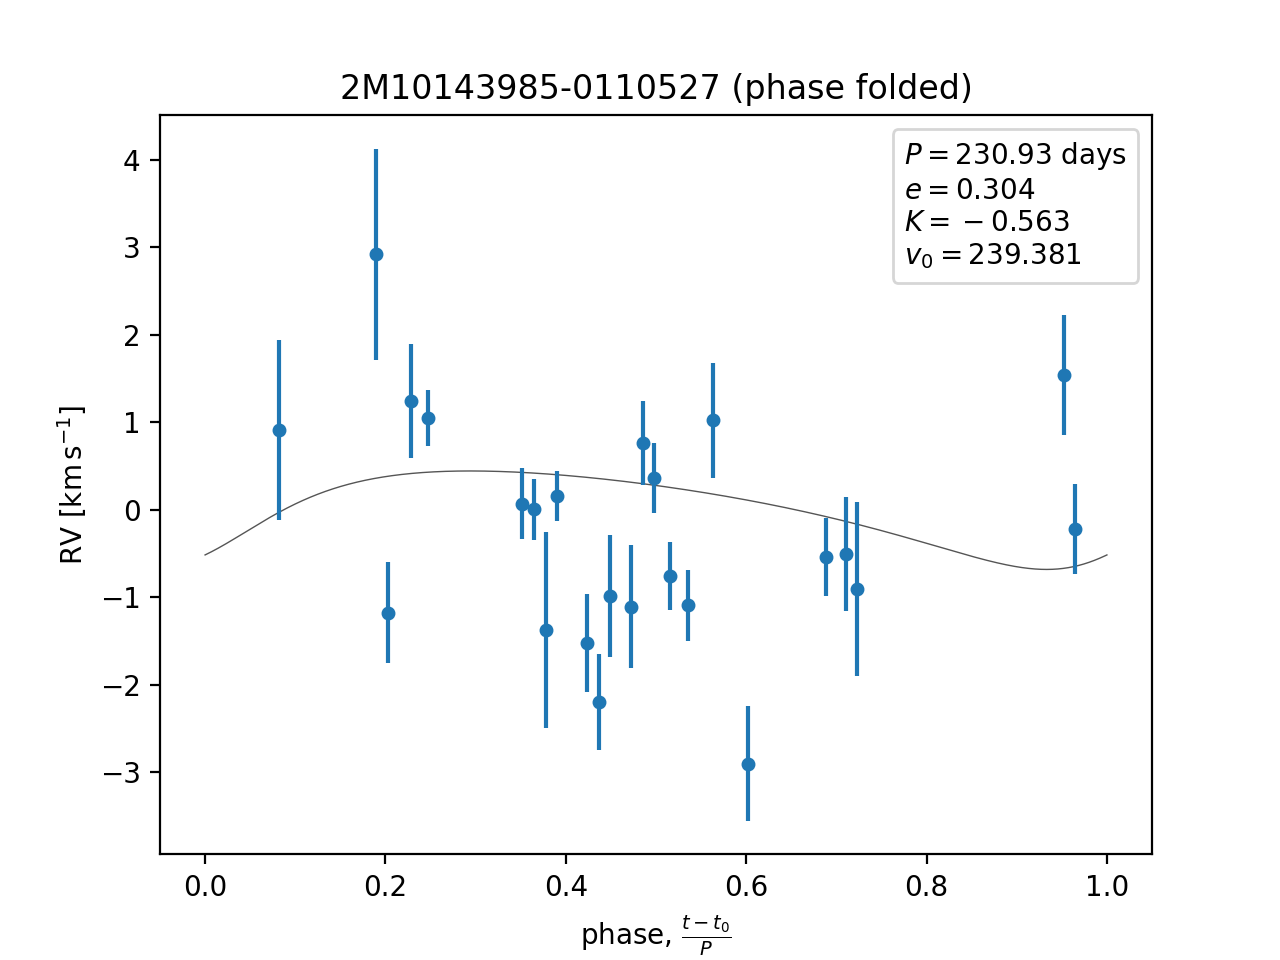 2M10143985-0110527 (phase folded)
P = 230.93 days
e = 0.304
K = −0.563
v₀ = 239.381
4
3
2
1
0
−1
−2
−3
RV [km s⁻¹]
0.0 0.2 0.4 0.6 0.8 1.0
phase, (t − t₀)/P